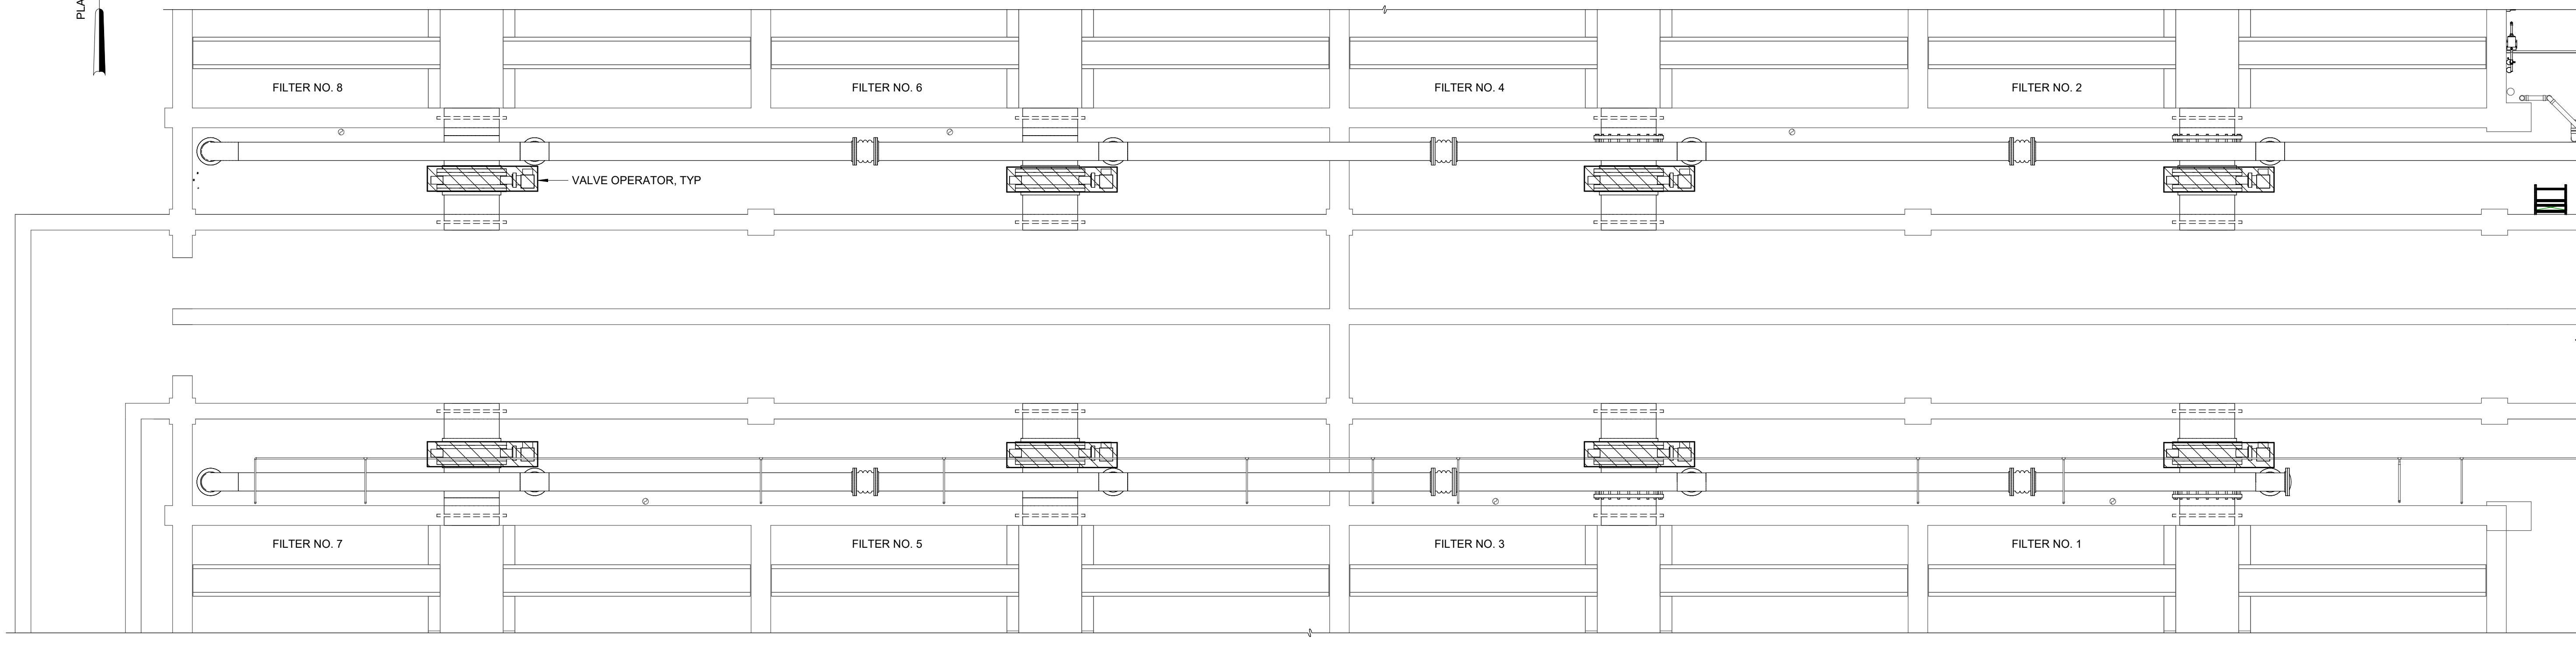 PLA
FILTER NO. 8
FILTER NO. 6
FILTER NO. 4
FILTER NO. 2
VALVE OPERATOR, TYP
FILTER NO. 7
FILTER NO. 5
FILTER NO. 3
FILTER NO. 1